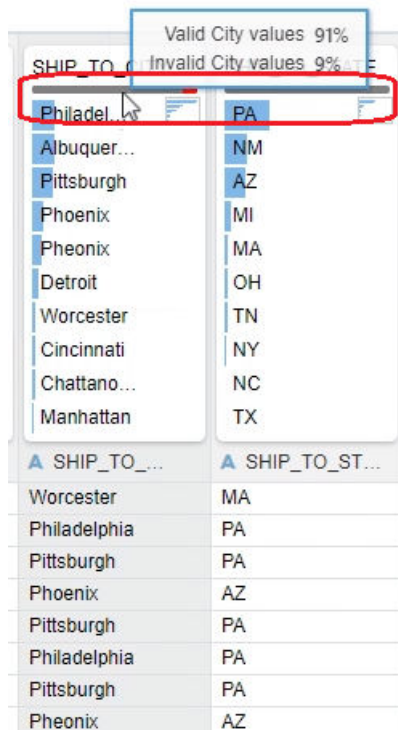 Valid City values 91%
Invalid City values 9%
SHIP_TO_
Philadel... PA
Albuquer... NM
Pittsburgh AZ
Phoenix MI
Pheonix MA
Detroit OH
Worcester TN
Cincinnati NY
Chattano... NC
Manhattan TX
A SHIP_TO_... A SHIP_TO_ST...
Worcester MA
Philadelphia PA
Pittsburgh PA
Phoenix AZ
Pittsburgh PA
Philadelphia PA
Pittsburgh PA
Pheonix AZ